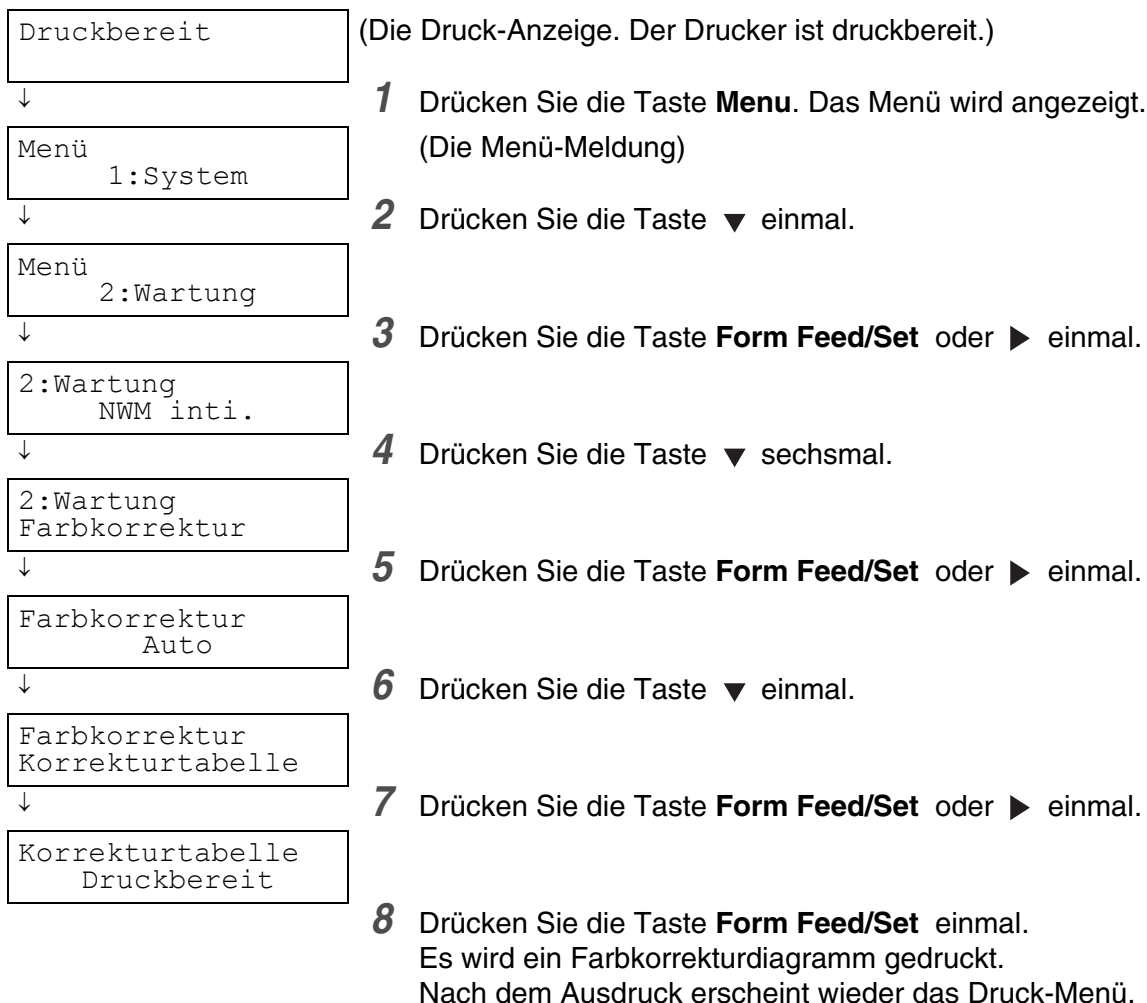 Druckbereit
(Die Druck-Anzeige. Der Drucker ist druckbereit.)
↓
1 Drücken Sie die Taste Menu. Das Menü wird angezeigt.
(Die Menü-Meldung)
Menü
1:System
↓
2 Drücken Sie die Taste ▼ einmal.
Menü
2:Wartung
↓
3 Drücken Sie die Taste Form Feed/Set oder ▶ einmal.
2:Wartung
NWM inti.
↓
4 Drücken Sie die Taste ▼ sechsmal.
2:Wartung
Farbkorrektur
↓
5 Drücken Sie die Taste Form Feed/Set oder ▶ einmal.
Farbkorrektur
Auto
↓
6 Drücken Sie die Taste ▼ einmal.
Farbkorrektur
Korrekturtabelle
↓
7 Drücken Sie die Taste Form Feed/Set oder ▶ einmal.
Korrekturtabelle
Druckbereit
8 Drücken Sie die Taste Form Feed/Set einmal.
Es wird ein Farbkorrekturdiagramm gedruckt.
Nach dem Ausdruck erscheint wieder das Druck-Menü.